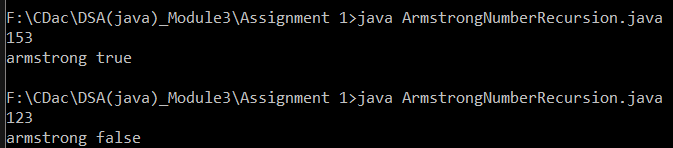 F:\CDac\DSA(java)_Module3\Assignment 1>java ArmstrongNumberRecursion.java
153
armstrong true
F:\CDac\DSA(java)_Module3\Assignment 1>java ArmstrongNumberRecursion.java
123
armstrong false